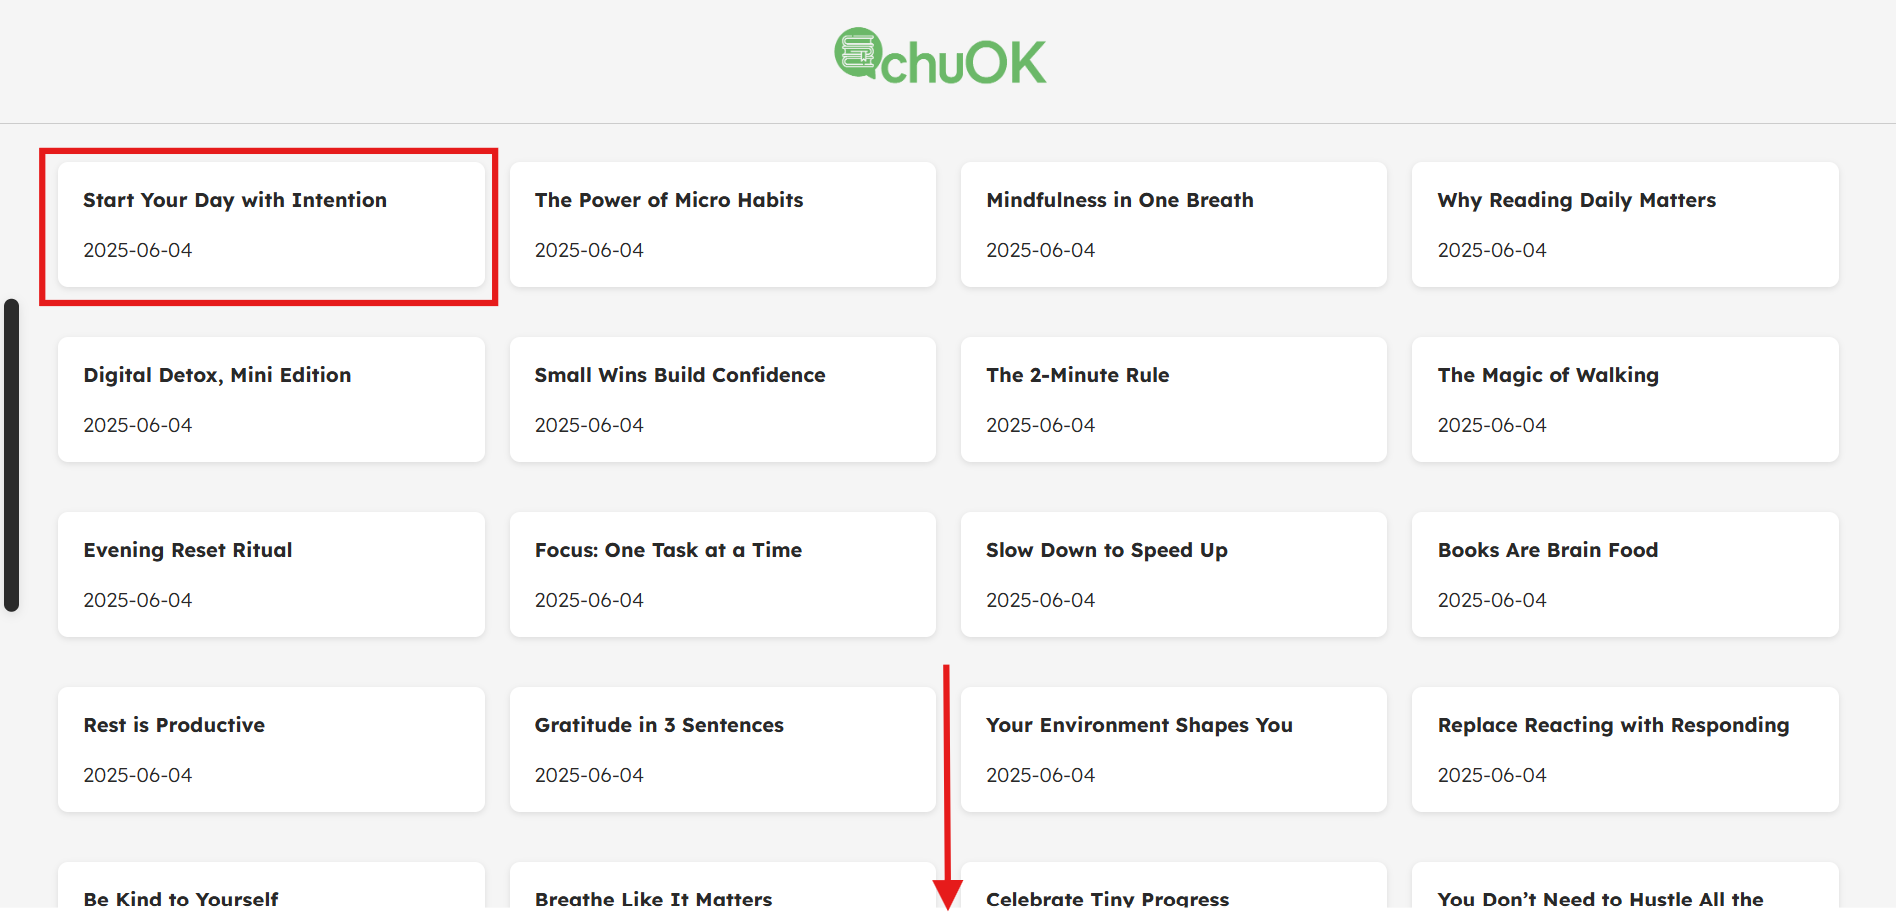 chuOK
Start Your Day with Intention
2025-06-04
The Power of Micro Habits
2025-06-04
Mindfulness in One Breath
2025-06-04
Why Reading Daily Matters
2025-06-04
Digital Detox, Mini Edition
2025-06-04
Small Wins Build Confidence
2025-06-04
The 2-Minute Rule
2025-06-04
The Magic of Walking
2025-06-04
Evening Reset Ritual
2025-06-04
Focus: One Task at a Time
2025-06-04
Slow Down to Speed Up
2025-06-04
Books Are Brain Food
2025-06-04
Rest is Productive
2025-06-04
Gratitude in 3 Sentences
2025-06-04
Your Environment Shapes You
2025-06-04
Replace Reacting with Responding
2025-06-04
Be Kind to Yourself
Breathe Like It Matters
Celebrate Tiny Progress
You Don’t Need to Hustle All the